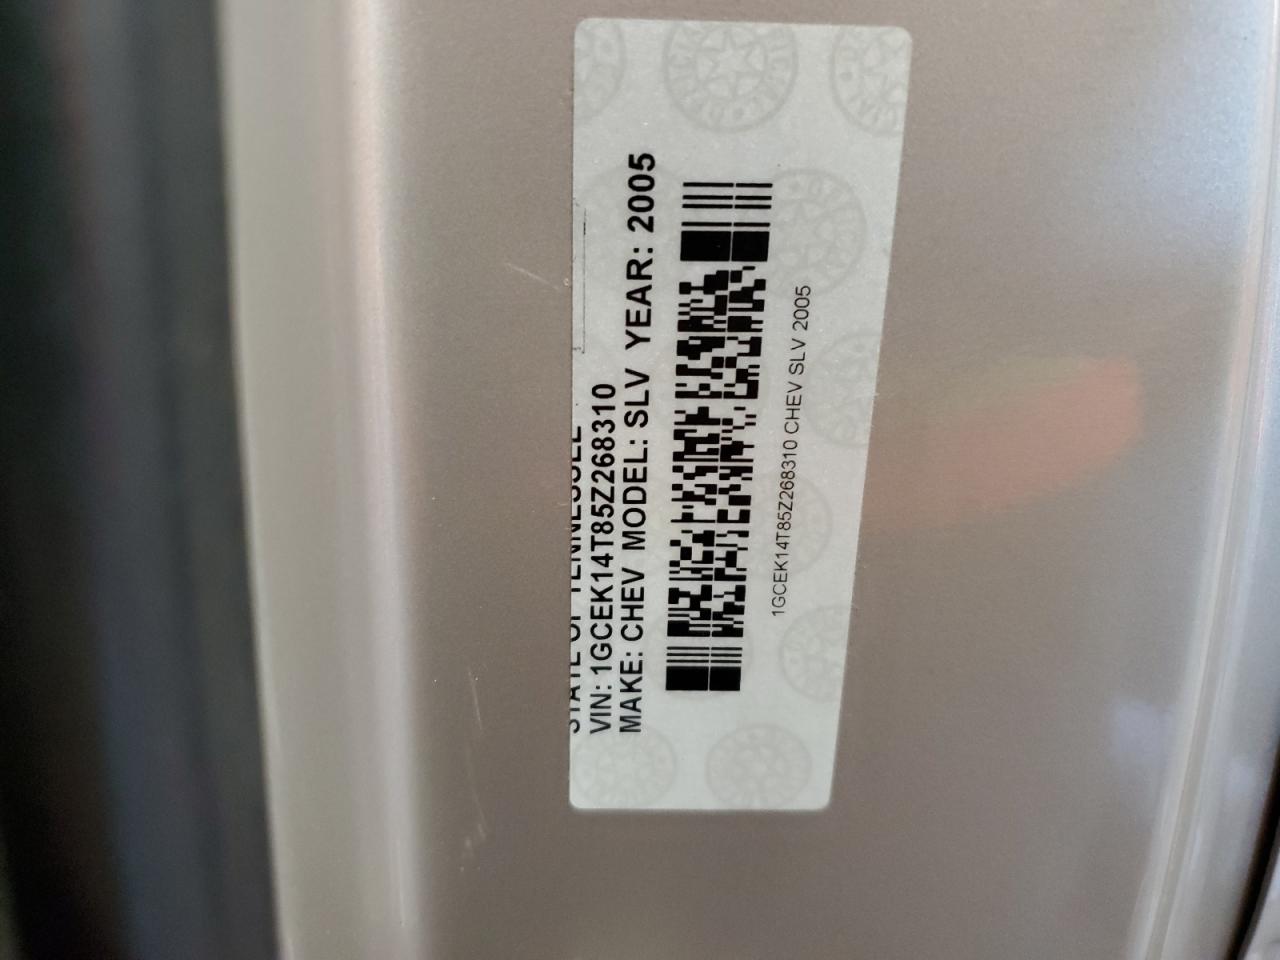 STATE OF TENNESSEE
VIN: 1GCEK14T85Z268310
MAKE: CHEV MODEL: SLV YEAR: 2005
1GCEK14T85Z268310 CHEV SLV 2005